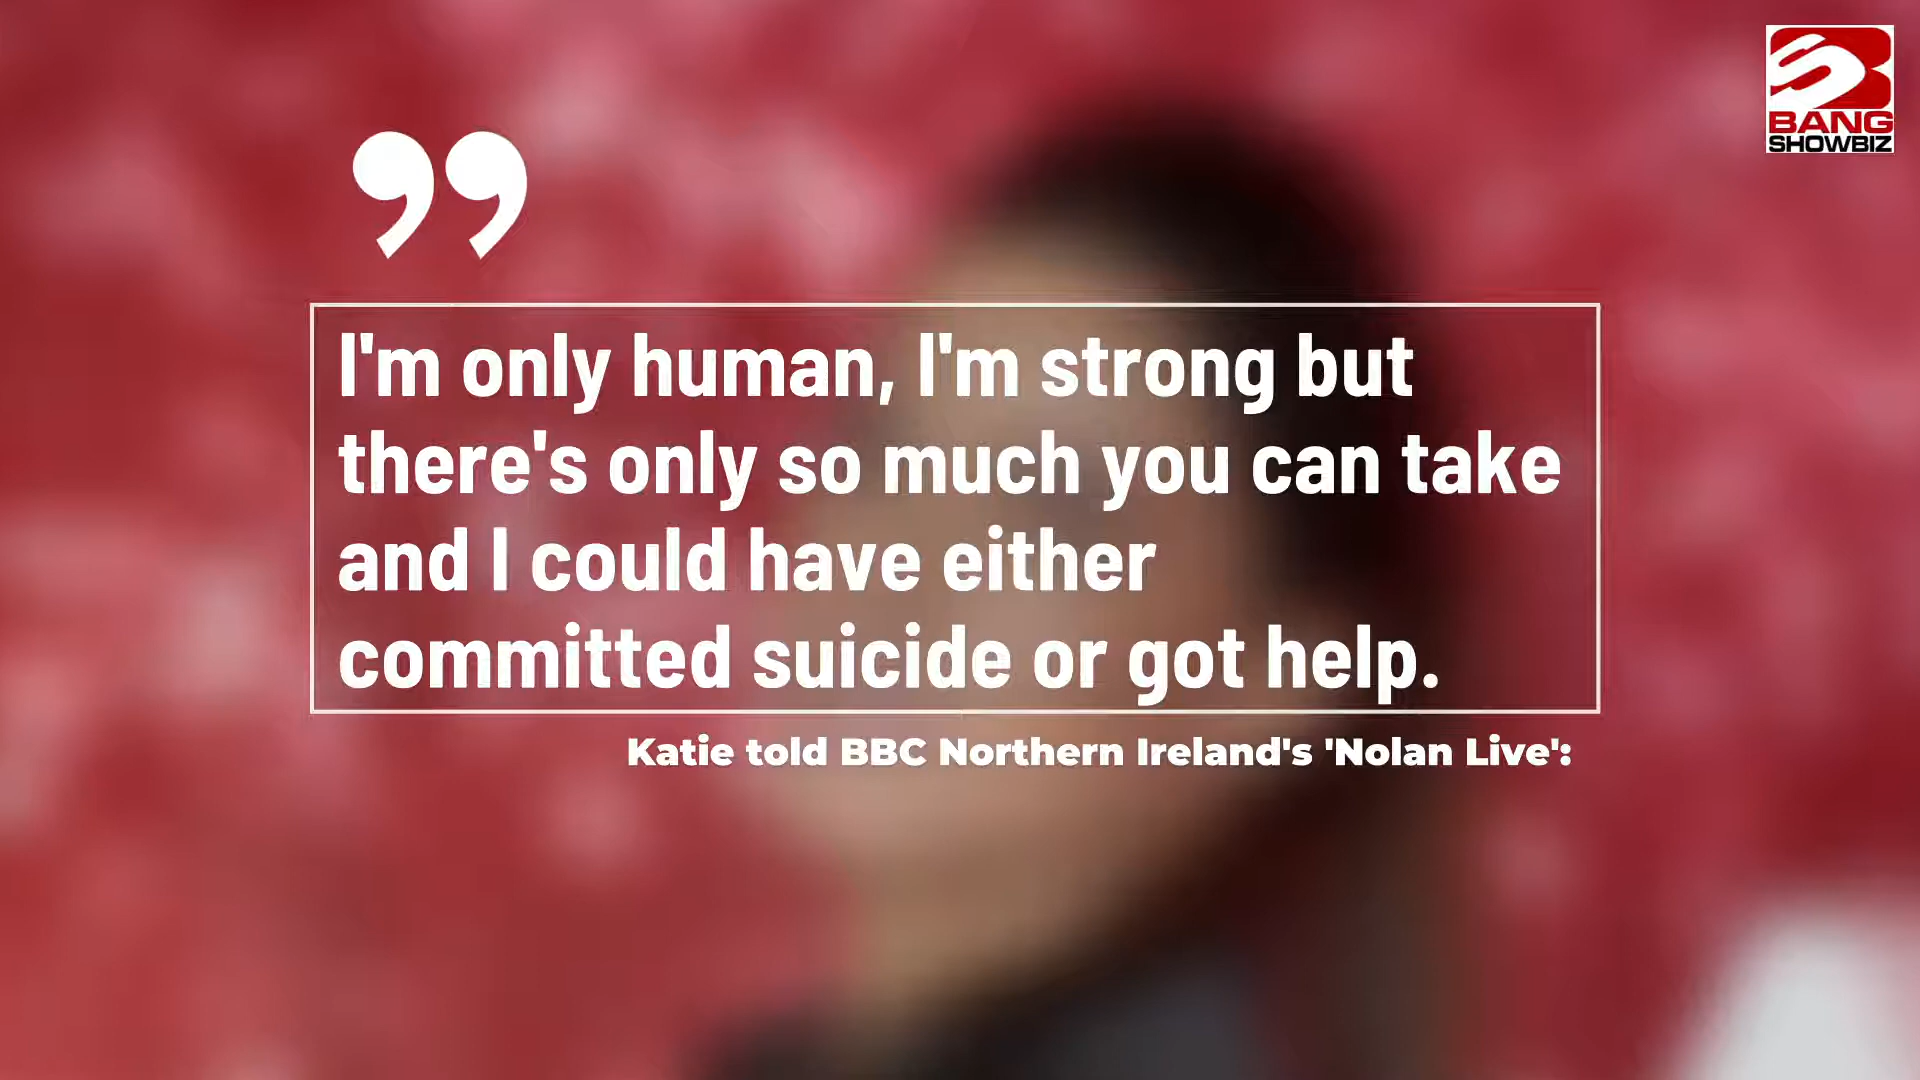 BANG
SHOWBIZ
”
I'm only human, I'm strong but
there's only so much you can take
and I could have either
committed suicide or got help.
Katie told BBC Northern Ireland's 'Nolan Live':